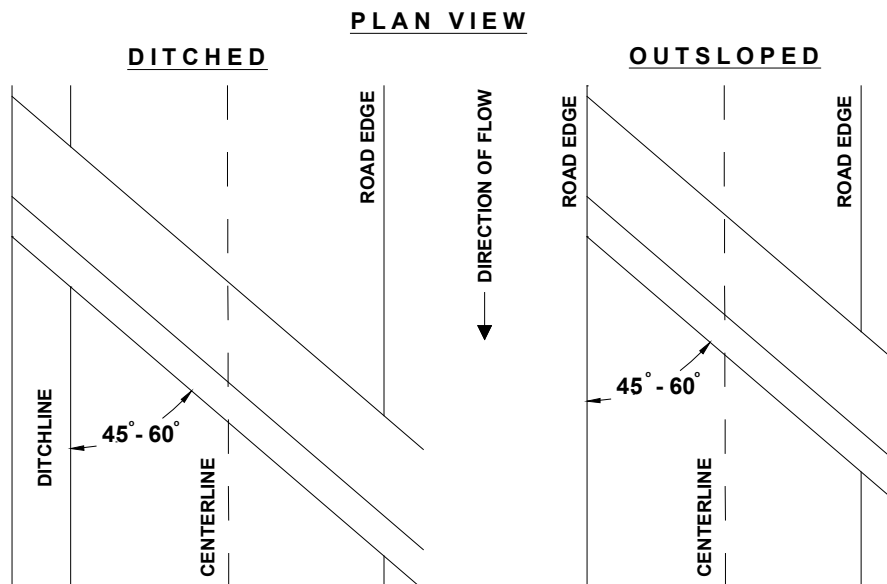 PLAN VIEW
DITCHED
OUTSLOPED
ROAD EDGE
DIRECTION OF FLOW
ROAD EDGE
ROAD EDGE
45° - 60°
45° - 60°
DITCHLINE
CENTERLINE
CENTERLINE